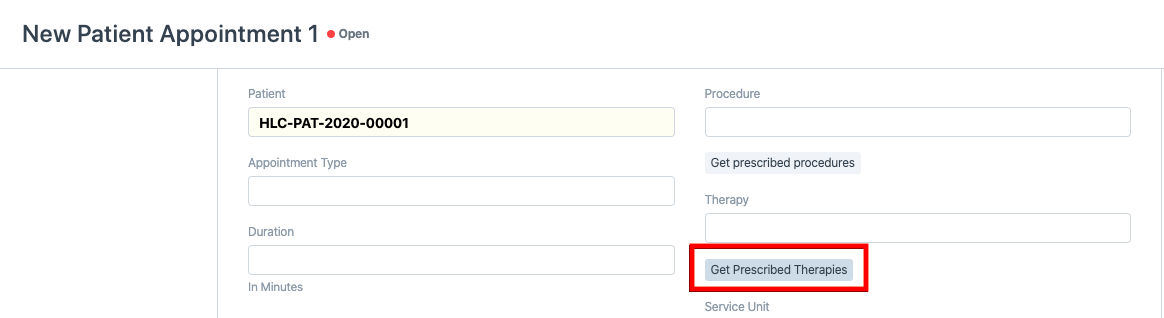 New Patient Appointment 1 Open
Patient
HLC-PAT-2020-00001
Appointment Type
Duration
In Minutes
Procedure
Get prescribed procedures
Therapy
Get Prescribed Therapies
Service Unit